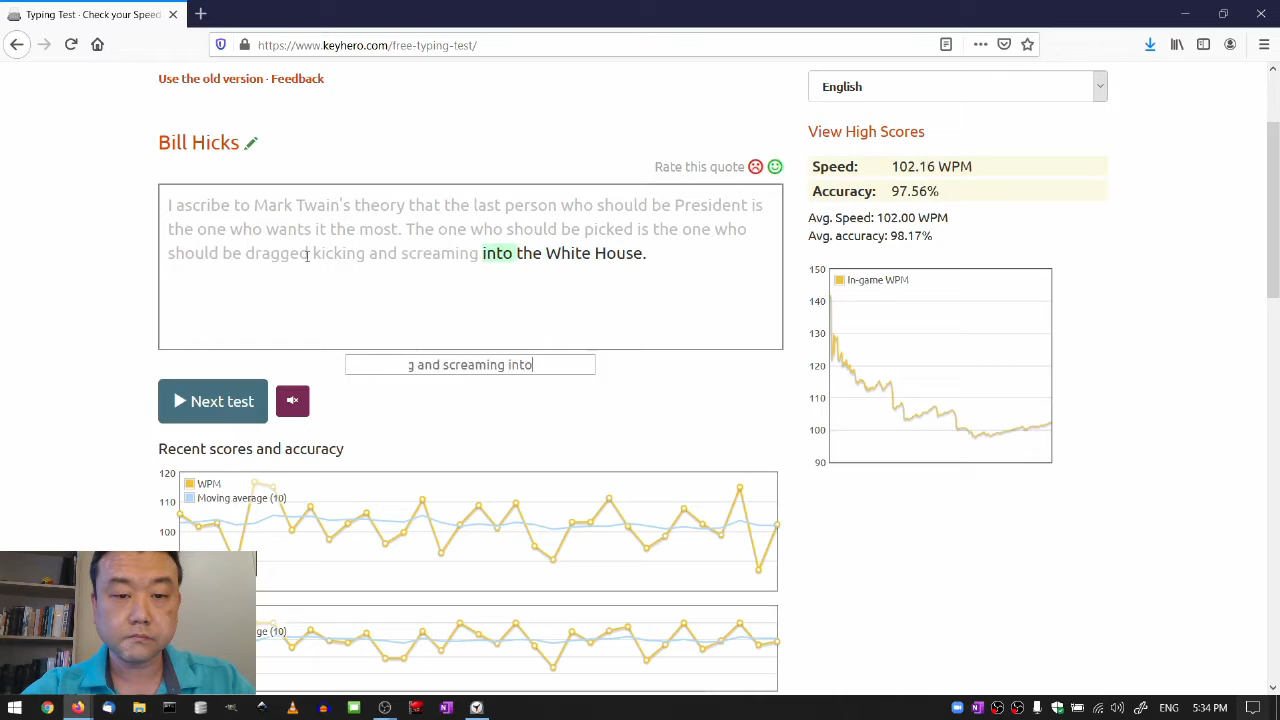 Typing Test - Check your Speed
https://www.keyhero.com/free-typing-test/
Use the old version · Feedback
English
Bill Hicks
View High Scores
Rate this quote
Speed: 102.16 WPM
Accuracy: 97.56%
Avg. Speed: 102.00 WPM
Avg. accuracy: 98.17%
I ascribe to Mark Twain's theory that the last person who should be President is
the one who wants it the most. The one who should be picked is the one who
should be dragged kicking and screaming into the White House.
g and screaming into
150
In-game WPM
140
130
120
110
100
90
Next test
Recent scores and accuracy
120
WPM
Moving average (10)
110
100
ge (10)
ENG
5:34 PM